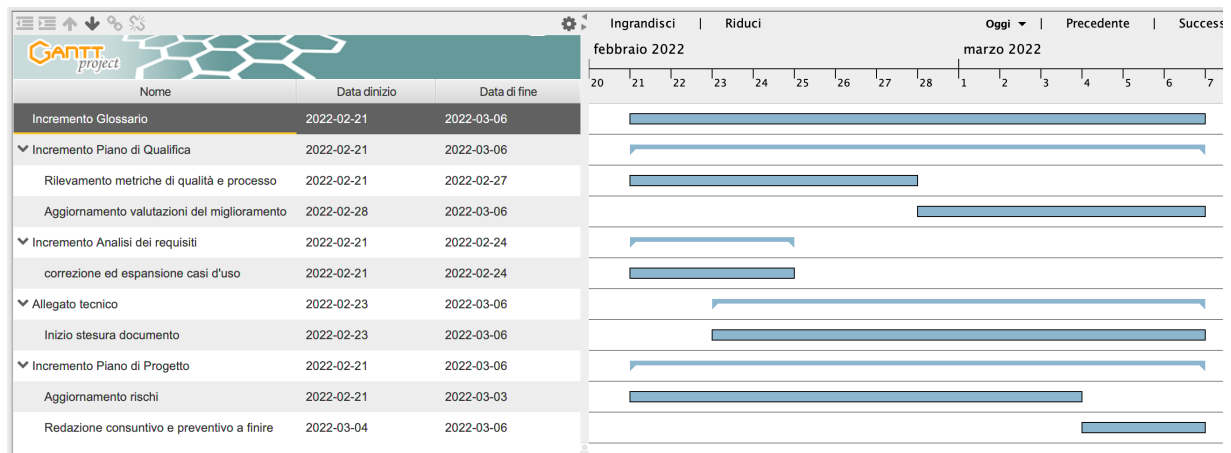 Ingrandisci | Riduci Oggi | Precedente | Success
GANTT project
febbraio 2022 marzo 2022
20 21 22 23 24 25 26 27 28 1 2 3 4 5 6 7
Nome Data dinizio Data di fine
Incremento Glossario 2022-02-21 2022-03-06
Incremento Piano di Qualifica 2022-02-21 2022-03-06
Rilevamento metriche di qualità e processo 2022-02-21 2022-02-27
Aggiornamento valutazioni del miglioramento 2022-02-28 2022-03-06
Incremento Analisi dei requisiti 2022-02-21 2022-02-24
correzione ed espansione casi d'uso 2022-02-21 2022-02-24
Allegato tecnico 2022-02-23 2022-03-06
Inizio stesura documento 2022-02-23 2022-03-06
Incremento Piano di Progetto 2022-02-21 2022-03-06
Aggiornamento rischi 2022-02-21 2022-03-03
Redazione consuntivo e preventivo a finire 2022-03-04 2022-03-06